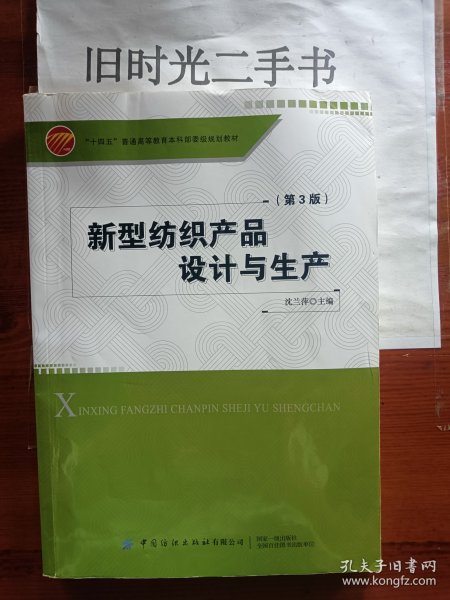 旧时光二手书
“十四五”普通高等教育本科部委级规划教材
（第3版）
新型纺织产品
设计与生产
沈兰萍◎主编
XINXING FANGZHI CHANPIN SHEJI YU SHENGCHAN
中国纺织出版社有限公司
国家一级出版社
全国百佳图书出版单位
孔夫子旧书网
www.kongfz.com